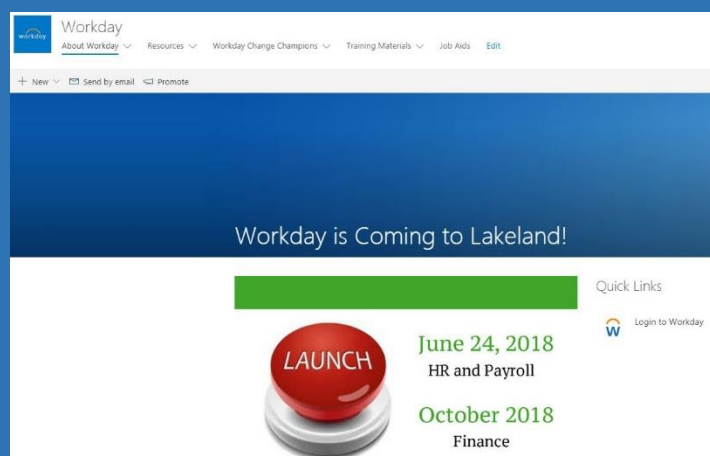 workday
Workday
About Workday Resources Workday Change Champions Training Materials Job Aids Edit
+ New Send by email Promote
Workday is Coming to Lakeland!
Quick Links
W Login to Workday
LAUNCH
June 24, 2018
HR and Payroll
October 2018
Finance